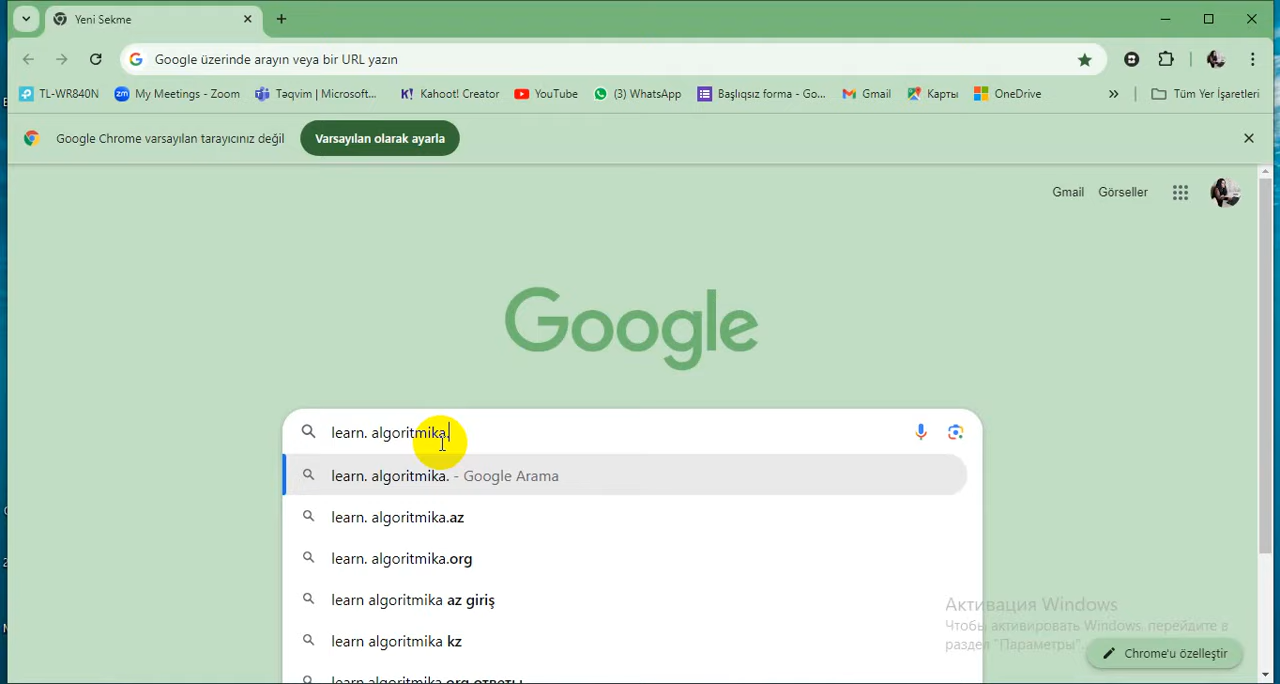 Yeni Sekme
Google üzerinde arayın veya bir URL yazın
TL-WR840N My Meetings - Zoom Təqvim | Microsoft... Kahoot! Creator YouTube (3) WhatsApp Başlıqsız forma - Go... Gmail Карты OneDrive » Tüm Yer İşaretleri
Google Chrome varsayılan tarayıcınız değil Varsayılan olarak ayarla
Gmail Görseller
Google
learn. algoritmika.
learn. algoritmika. - Google Arama
learn. algoritmika.az
learn. algoritmika.org
learn algoritmika az giriş
learn algoritmika kz
learn algoritmika org ответы
Активация Windows
Чтобы активировать Windows, перейдите в
раздел "Параметры".
Chrome'u özelleştir